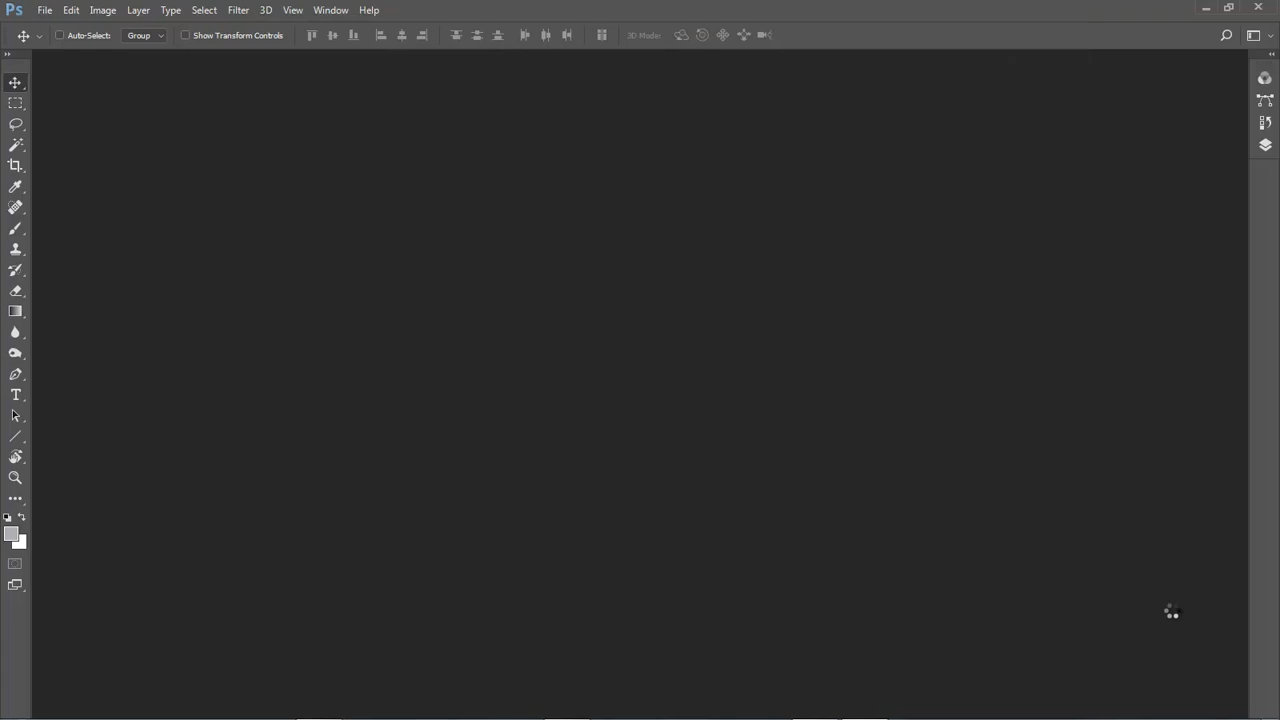 Ps File Edit Image Layer Type Select Filter 3D View Window Help
Auto-Select: Group Show Transform Controls 3D Mode:
T